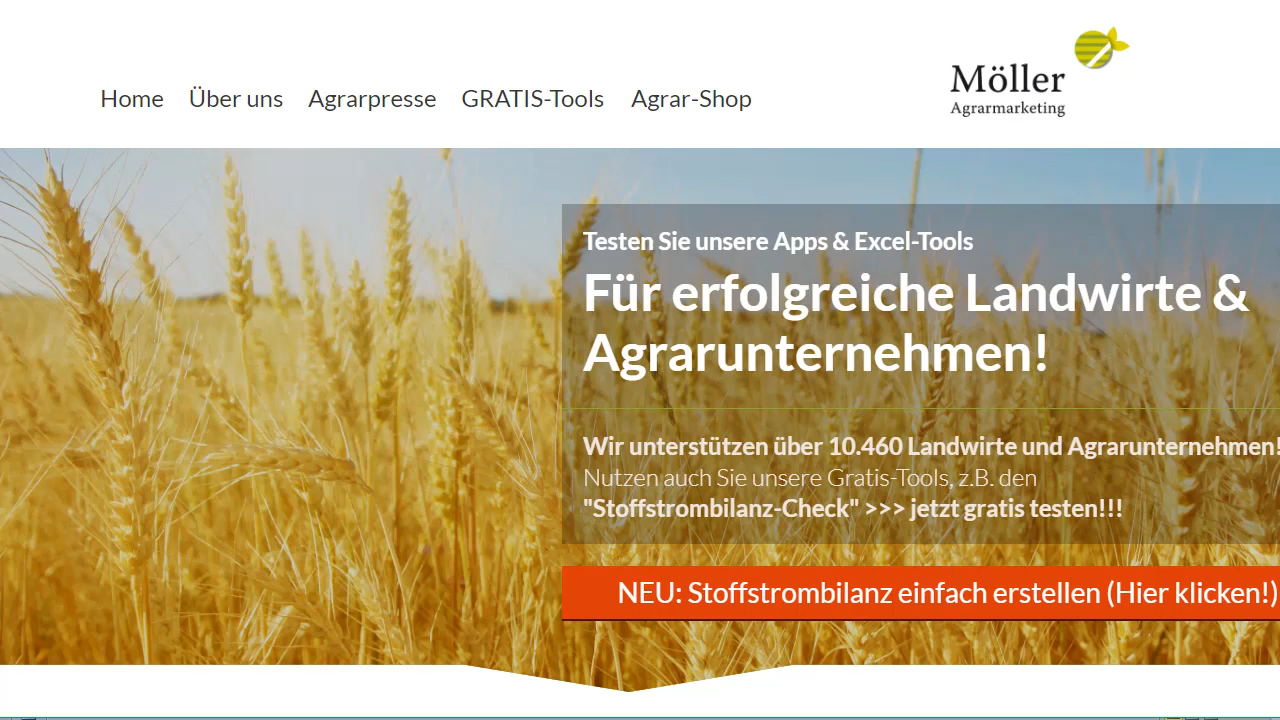 Home Über uns Agrarpresse GRATIS-Tools Agrar-Shop
Möller
Agrarmarketing
Testen Sie unsere Apps & Excel-Tools
Für erfolgreiche Landwirte &
Agrarunternehmen!
Wir unterstützen über 10.460 Landwirte und Agrarunternehmen!
Nutzen auch Sie unsere Gratis-Tools, z.B. den
"Stoffstrombilanz-Check" >>> jetzt gratis testen!!!
NEU: Stoffstrombilanz einfach erstellen (Hier klicken!)